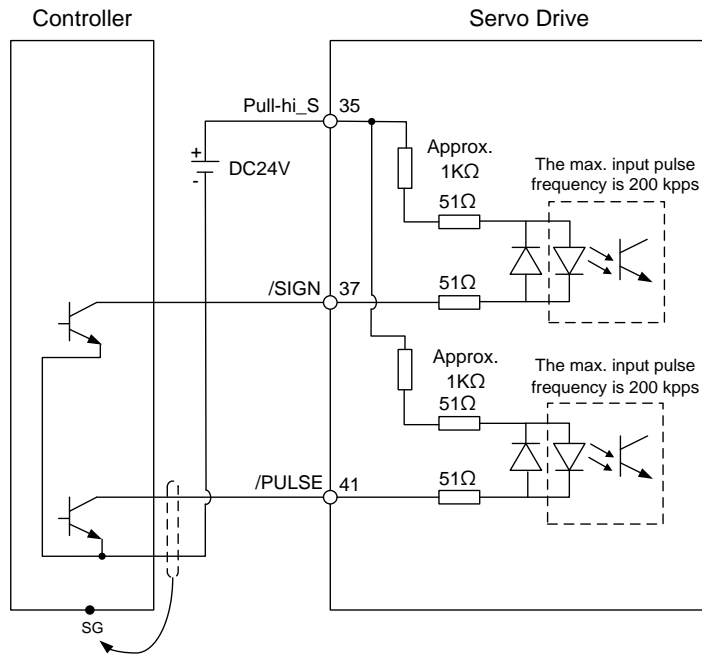 Controller
Servo Drive
Pull-hi_S
35
+
-
DC24V
Approx.
1KΩ
51Ω
The max. input pulse
frequency is 200 kpps
/SIGN
37
51Ω
Approx.
1KΩ
51Ω
The max. input pulse
frequency is 200 kpps
/PULSE
41
51Ω
SG